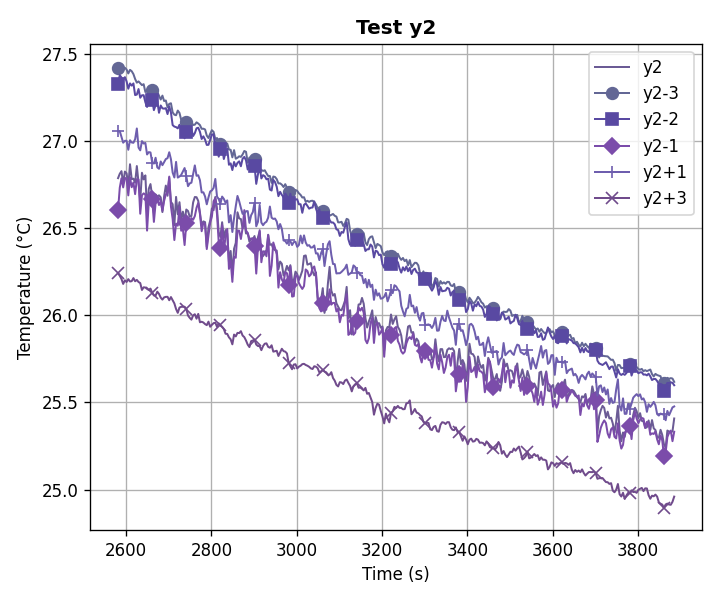 Test y2
27.5
27.0
26.5
26.0
25.5
25.0
Temperature (°C)
2600 2800 3000 3200 3400 3600 3800
Time (s)
y2
y2-3
y2-2
y2-1
y2+1
y2+3